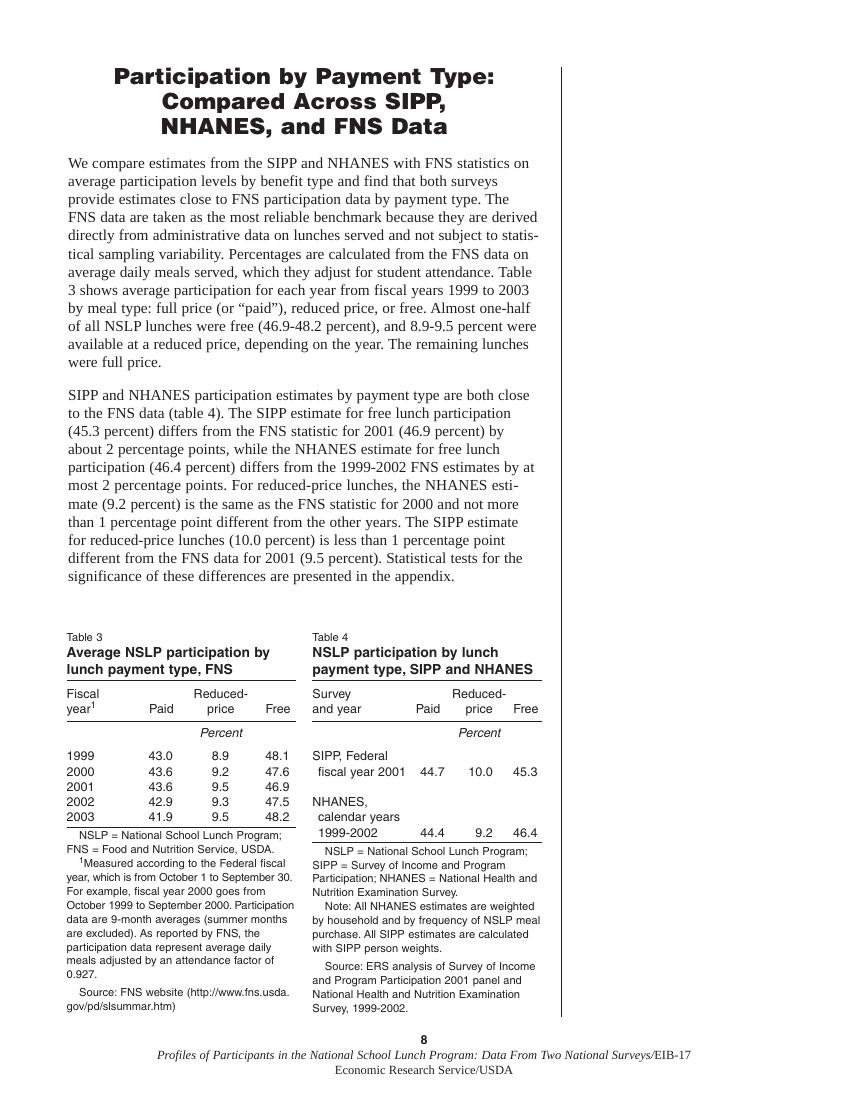 Participation by Payment Type:
Compared Across SIPP,
NHANES, and FNS Data
We compare estimates from the SIPP and NHANES with FNS statistics on
average participation levels by benefit type and find that both surveys
provide estimates close to FNS participation data by payment type. The
FNS data are taken as the most reliable benchmark because they are derived
directly from administrative data on lunches served and not subject to statis-
tical sampling variability. Percentages are calculated from the FNS data on
average daily meals served, which they adjust for student attendance. Table
3 shows average participation for each year from fiscal years 1999 to 2003
by meal type: full price (or “paid”), reduced price, or free. Almost one-half
of all NSLP lunches were free (46.9-48.2 percent), and 8.9-9.5 percent were
available at a reduced price, depending on the year. The remaining lunches
were full price.
SIPP and NHANES participation estimates by payment type are both close
to the FNS data (table 4). The SIPP estimate for free lunch participation
(45.3 percent) differs from the FNS statistic for 2001 (46.9 percent) by
about 2 percentage points, while the NHANES estimate for free lunch
participation (46.4 percent) differs from the 1999-2002 FNS estimates by at
most 2 percentage points. For reduced-price lunches, the NHANES esti-
mate (9.2 percent) is the same as the FNS statistic for 2000 and not more
than 1 percentage point different from the other years. The SIPP estimate
for reduced-price lunches (10.0 percent) is less than 1 percentage point
different from the FNS data for 2001 (9.5 percent). Statistical tests for the
significance of these differences are presented in the appendix.
Table 3
Average NSLP participation by
lunch payment type, FNS
Fiscal Reduced-
year1 Paid price Free
Percent
1999 43.0 8.9 48.1
2000 43.6 9.2 47.6
2001 43.6 9.5 46.9
2002 42.9 9.3 47.5
2003 41.9 9.5 48.2
NSLP = National School Lunch Program;
FNS = Food and Nutrition Service, USDA.
1Measured according to the Federal fiscal
year, which is from October 1 to September 30.
For example, fiscal year 2000 goes from
October 1999 to September 2000. Participation
data are 9-month averages (summer months
are excluded). As reported by FNS, the
participation data represent average daily
meals adjusted by an attendance factor of
0.927.
Source: FNS website (http://www.fns.usda.
gov/pd/slsummar.htm)
Table 4
NSLP participation by lunch
payment type, SIPP and NHANES
Survey Reduced-
and year Paid price Free
Percent
SIPP, Federal
fiscal year 2001 44.7 10.0 45.3
NHANES,
calendar years
1999-2002 44.4 9.2 46.4
NSLP = National School Lunch Program;
SIPP = Survey of Income and Program
Participation; NHANES = National Health and
Nutrition Examination Survey.
Note: All NHANES estimates are weighted
by household and by frequency of NSLP meal
purchase. All SIPP estimates are calculated
with SIPP person weights.
Source: ERS analysis of Survey of Income
and Program Participation 2001 panel and
National Health and Nutrition Examination
Survey, 1999-2002.
8
Profiles of Participants in the National School Lunch Program: Data From Two National Surveys/EIB-17
Economic Research Service/USDA